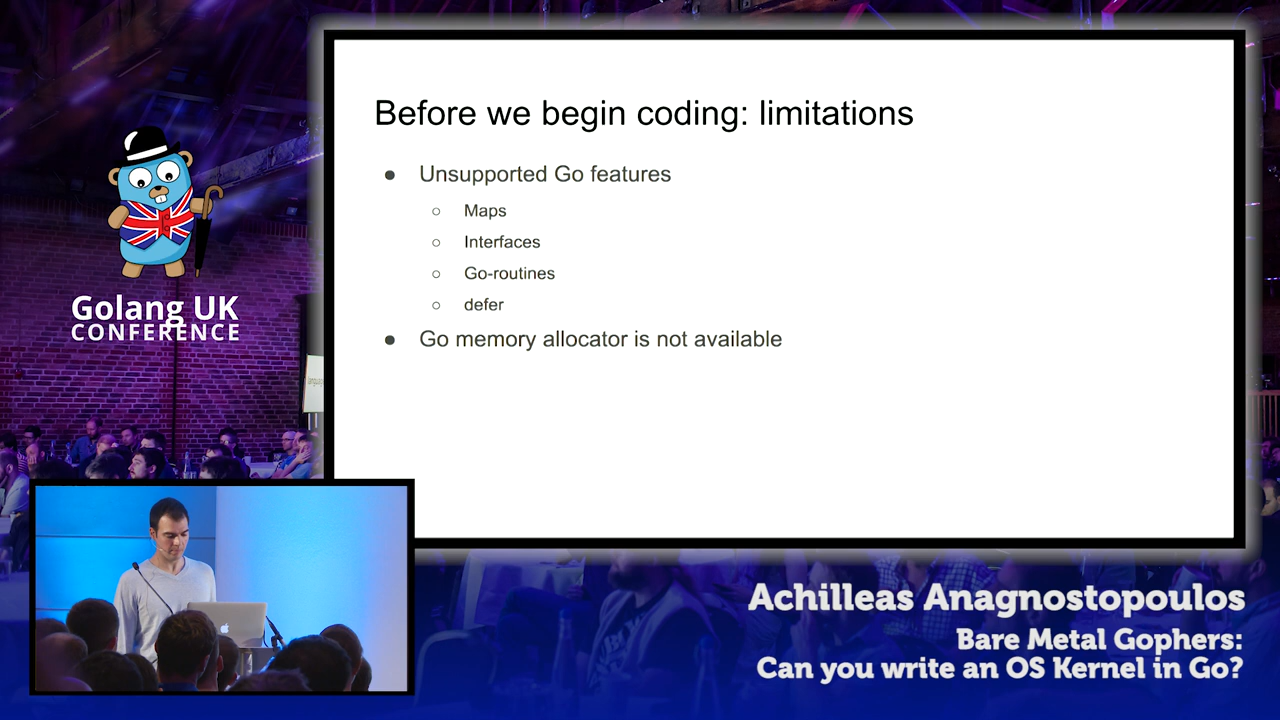 Before we begin coding: limitations
● Unsupported Go features
○ Maps
○ Interfaces
○ Go-routines
○ defer
● Go memory allocator is not available
Golang UK
CONFERENCE
Achilleas Anagnostopoulos
Bare Metal Gophers:
Can you write an OS Kernel in Go?